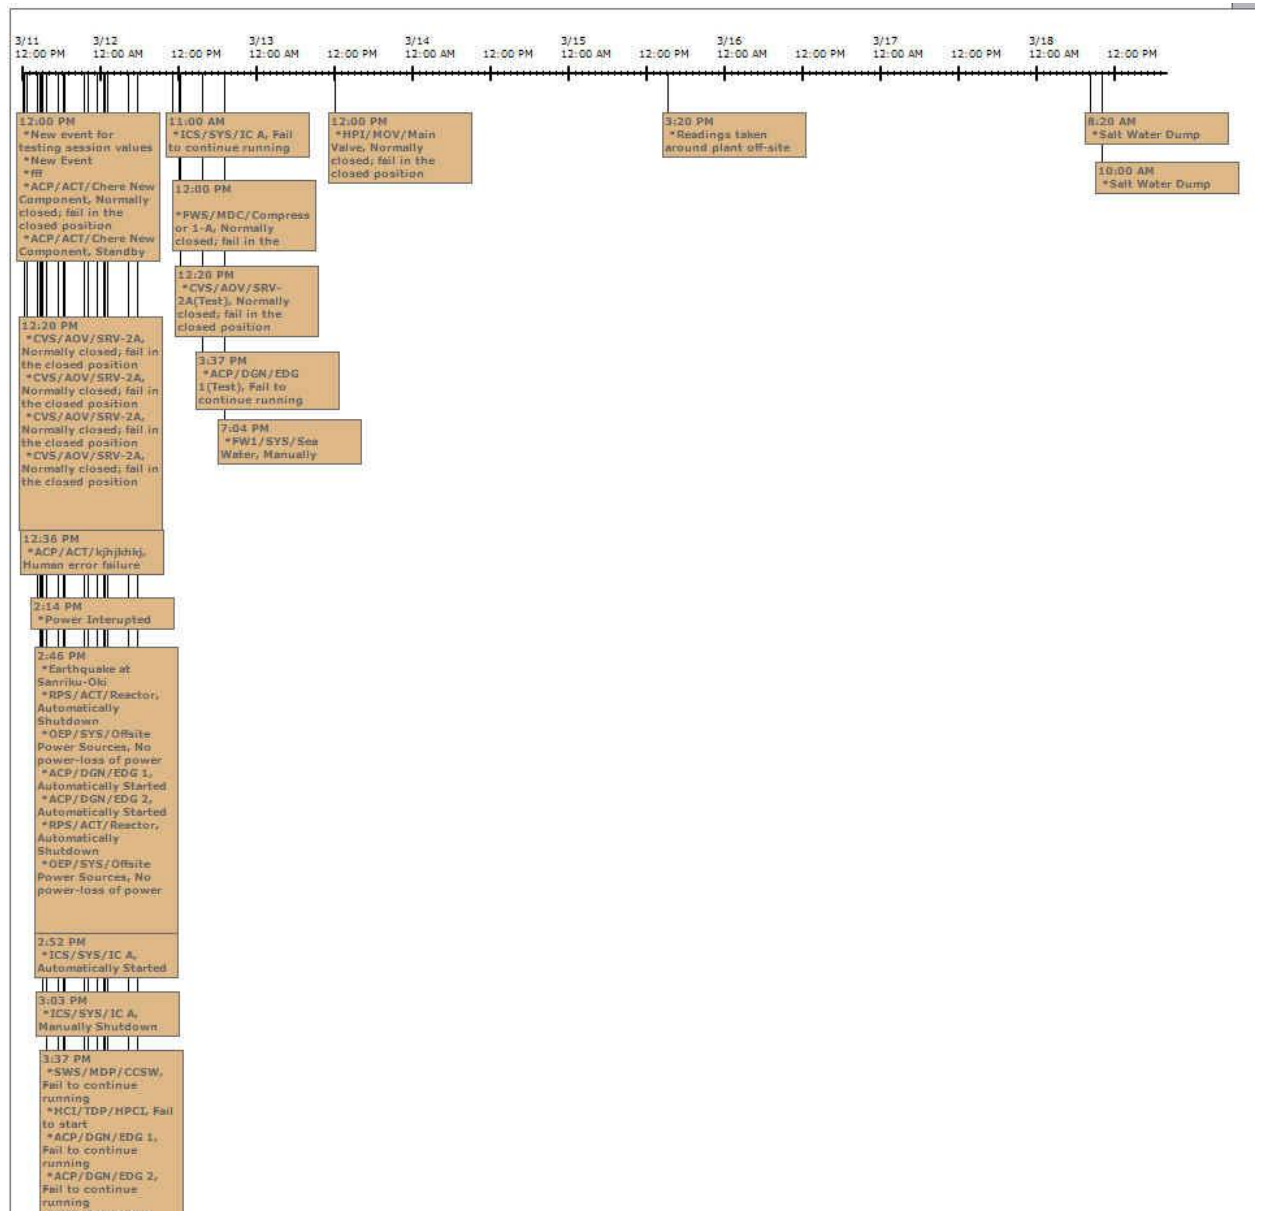 3/11
12:00 PM
3/12
12:00 AM
12:00 PM
3/13
12:00 AM
12:00 PM
3/14
12:00 AM
12:00 PM
3/15
12:00 AM
12:00 PM
3/16
12:00 AM
12:00 PM
3/17
12:00 AM
12:00 PM
3/18
12:00 AM
12:00 PM
12:00 PM
*New event for
testing session values
*New Event
*fff
*ACP/ACT/Chere New
Component, Normally
closed; fail in the
closed position
*ACP/ACT/Chere New
Component, Standby
12:20 PM
*CVS/AOV/SRV-2A,
Normally closed; fail in
the closed position
*CVS/AOV/SRV-2A,
Normally closed; fail in
the closed position
*CVS/AOV/SRV-2A,
Normally closed; fail in
the closed position
*CVS/AOV/SRV-2A,
Normally closed; fail in
the closed position
12:36 PM
*ACP/ACT/kjhjkhkj,
Human error failure
2:14 PM
*Power Interupted
2:46 PM
*Earthquake at
Sanriku-Oki
*RPS/ACT/Reactor,
Automatically
Shutdown
*OEP/SYS/Offsite
Power Sources, No
power-loss of power
*ACP/DGN/EDG 1,
Automatically Started
*ACP/DGN/EDG 2,
Automatically Started
*RPS/ACT/Reactor,
Automatically
Shutdown
*OEP/SYS/Offsite
Power Sources, No
power-loss of power
2:52 PM
*ICS/SYS/IC A,
Automatically Started
3:03 PM
*ICS/SYS/IC A,
Manually Shutdown
3:37 PM
*SWS/MDP/CCSW,
Fail to continue
running
*HCI/TDP/HPCI, Fail
to start
*ACP/DGN/EDG 1,
Fail to continue
running
*ACP/DGN/EDG 2,
Fail to continue
running
11:00 AM
*ICS/SYS/IC A, Fail
to continue running
12:00 PM
*FWS/MDC/Compress
or 1-A, Normally
closed; fail in the
12:20 PM
*CVS/AOV/SRV-
2A(Test), Normally
closed; fail in the
closed position
3:37 PM
*ACP/DGN/EDG
1(Test), Fail to
continue running
7:04 PM
*FW1/SYS/Sea
Water, Manually
12:00 PM
*HPI/MOV/Main
Valve, Normally
closed; fail in the
closed position
3:20 PM
*Readings taken
around plant off-site
8:20 AM
*Salt Water Dump
10:00 AM
*Salt Water Dump